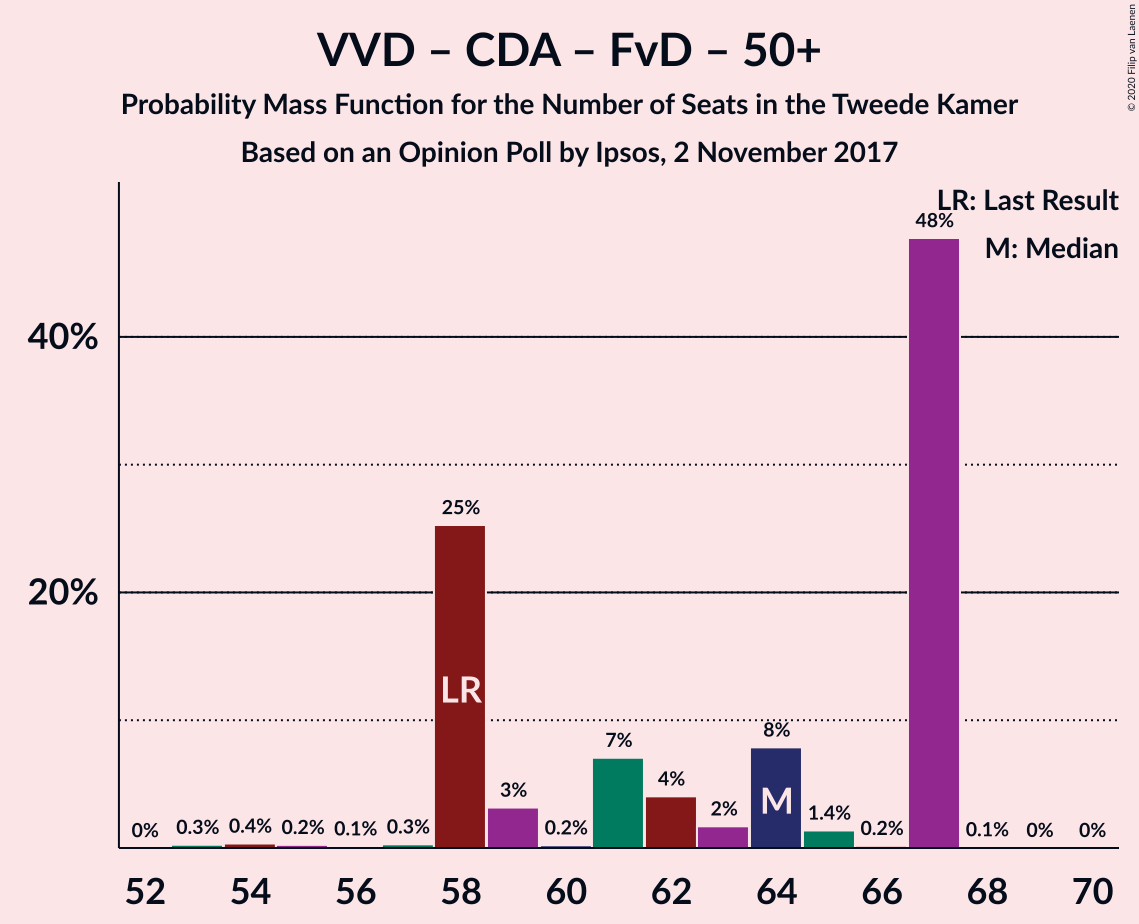 VVD – CDA – FvD – 50+
Probability Mass Function for the Number of Seats in the Tweede Kamer
Based on an Opinion Poll by Ipsos, 2 November 2017
© 2020 Filip van Laenen
LR: Last Result
M: Median
40%
20%
0%
0.3%
0.4%
0.2%
0.1%
0.3%
25%
3%
0.2%
7%
4%
2%
8%
1.4%
0.2%
48%
0.1%
0%
0%
LR
M
52 54 56 58 60 62 64 66 68 70